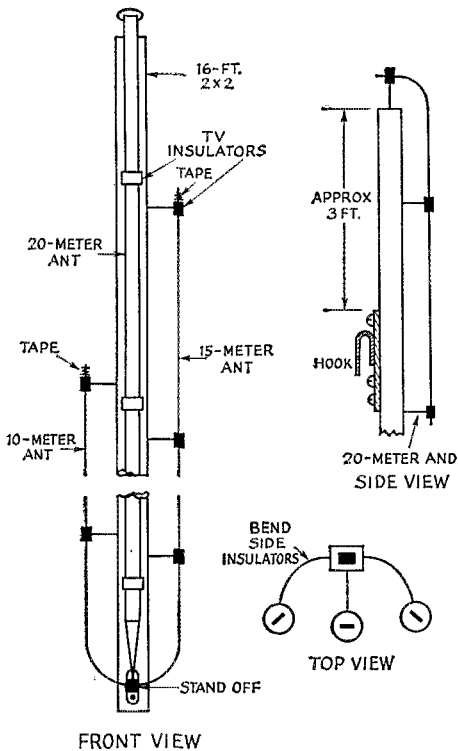 16-FT.
2x2
TV
INSULATORS
TAPE
20-METER
ANT
TAPE
15-METER
ANT
10-METER
ANT
STAND OFF
FRONT VIEW
APPROX
3 FT.
HOOK
20-METER AND
SIDE VIEW
BEND
SIDE
INSULATORS
TOP VIEW